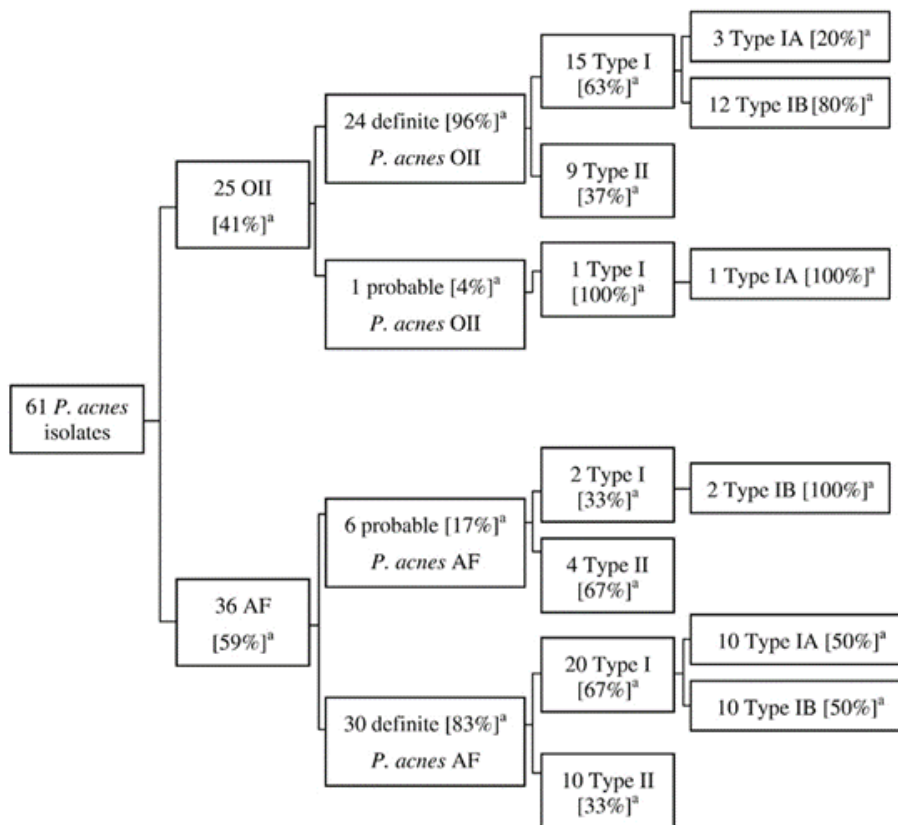 61 P. acnes
isolates
25 OII
[41%]ᵃ
24 definite [96%]ᵃ
P. acnes OII
15 Type I
[63%]ᵃ
3 Type IA [20%]ᵃ
12 Type IB [80%]ᵃ
9 Type II
[37%]ᵃ
1 probable [4%]ᵃ
P. acnes OII
1 Type I
[100%]ᵃ
1 Type IA [100%]ᵃ
36 AF
[59%]ᵃ
6 probable [17%]ᵃ
P. acnes AF
2 Type I
[33%]ᵃ
2 Type IB [100%]ᵃ
4 Type II
[67%]ᵃ
30 definite [83%]ᵃ
P. acnes AF
20 Type I
[67%]ᵃ
10 Type IA [50%]ᵃ
10 Type IB [50%]ᵃ
10 Type II
[33%]ᵃ